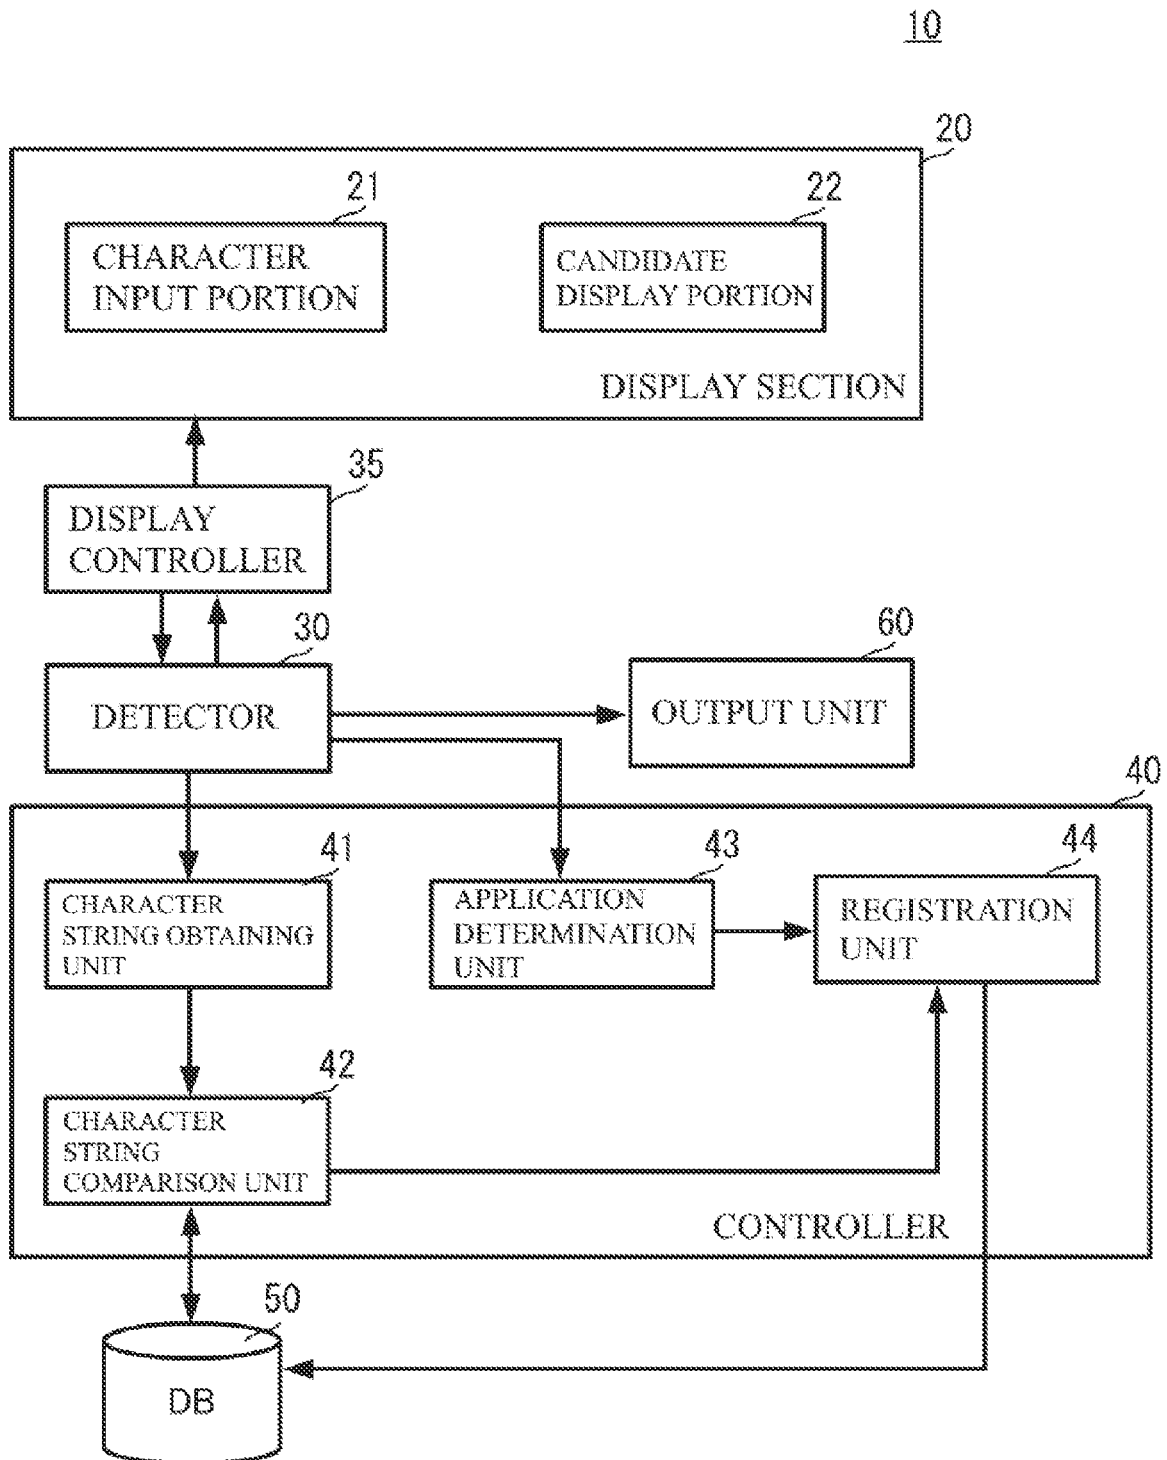 10
20
21
CHARACTER
INPUT PORTION
22
CANDIDATE
DISPLAY PORTION
DISPLAY SECTION
35
DISPLAY
CONTROLLER
30
DETECTOR
60
OUTPUT UNIT
40
41
CHARACTER
STRING OBTAINING
UNIT
43
APPLICATION
DETERMINATION
UNIT
44
REGISTRATION
UNIT
42
CHARACTER
STRING
COMPARISON UNIT
CONTROLLER
50
DB